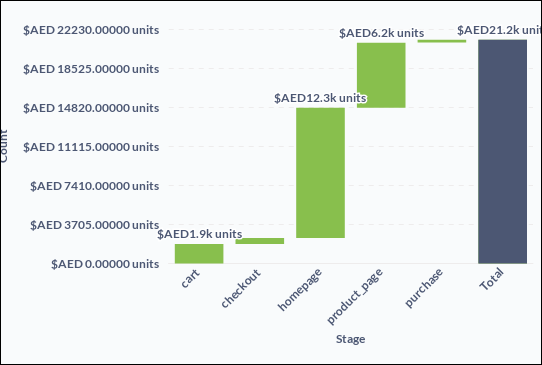 $AED 22230.00000 units
$AED 18525.00000 units
$AED 14820.00000 units
$AED 11115.00000 units
$AED 7410.00000 units
$AED 3705.00000 units
$AED 0.00000 units
Count
$AED1.9k units
$AED12.3k units
$AED6.2k units
$AED21.2k unit
cart
checkout
homepage
product_page
purchase
Total
Stage